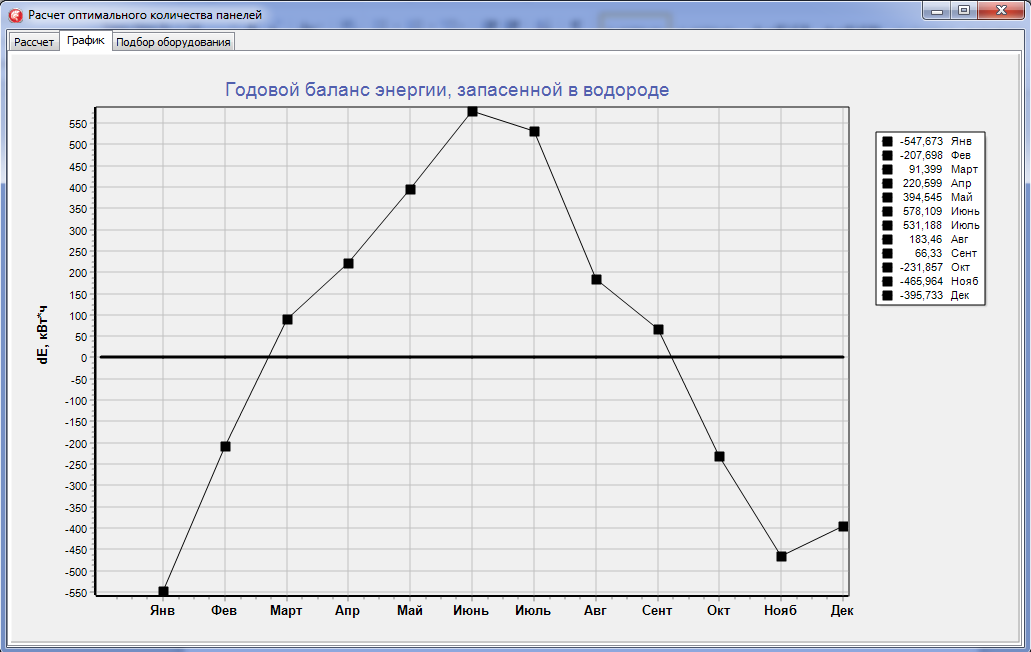 Расчет оптимального количества панелей
Рассчет График Подбор оборудования
Годовой баланс энергии, запасенной в водороде
dE, кВт*ч
550
500
450
400
350
300
250
200
150
100
50
0
-50
-100
-150
-200
-250
-300
-350
-400
-450
-500
-550
Янв Фев Март Апр Май Июнь Июль Авг Сент Окт Нояб Дек
-547,673 Янв
-207,698 Фев
91,399 Март
220,599 Апр
394,545 Май
578,109 Июнь
531,188 Июль
183,46 Авг
66,33 Сент
-231,857 Окт
-465,964 Нояб
-395,733 Дек